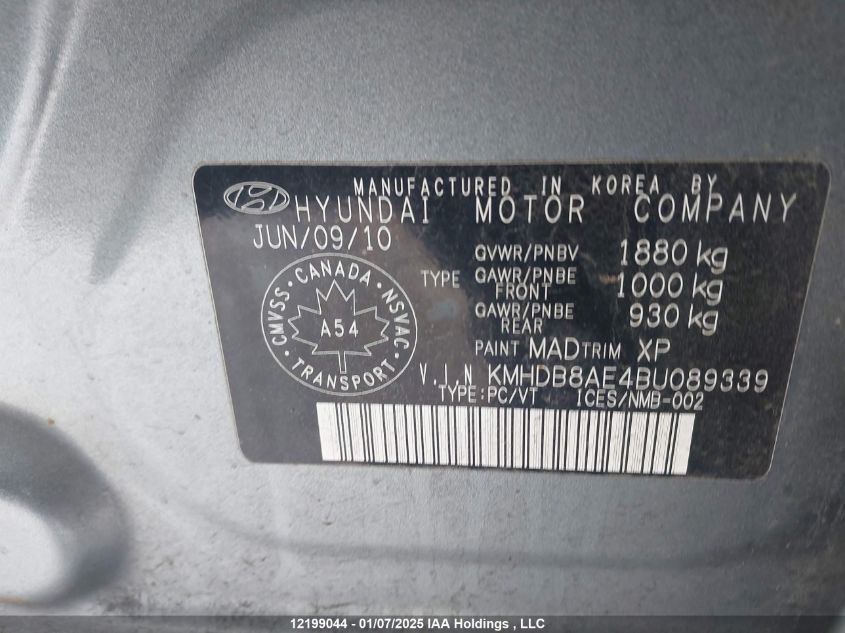 MANUFACTURED IN KOREA BY
HYUNDAI MOTOR COMPANY
JUN/09/10
CANADA
CMVSS · NSVAC
A54
TRANSPORT
GVWR/PNBV 1880 kg
TYPE GAWR/PNBE FRONT 1000 kg
GAWR/PNBE REAR 930 kg
PAINT MAD TRIM XP
V.I.N KMHDB8AE4BU089339
TYPE:PC/VT ICES/NMB-002
12199044 - 01/07/2025 IAA Holdings , LLC